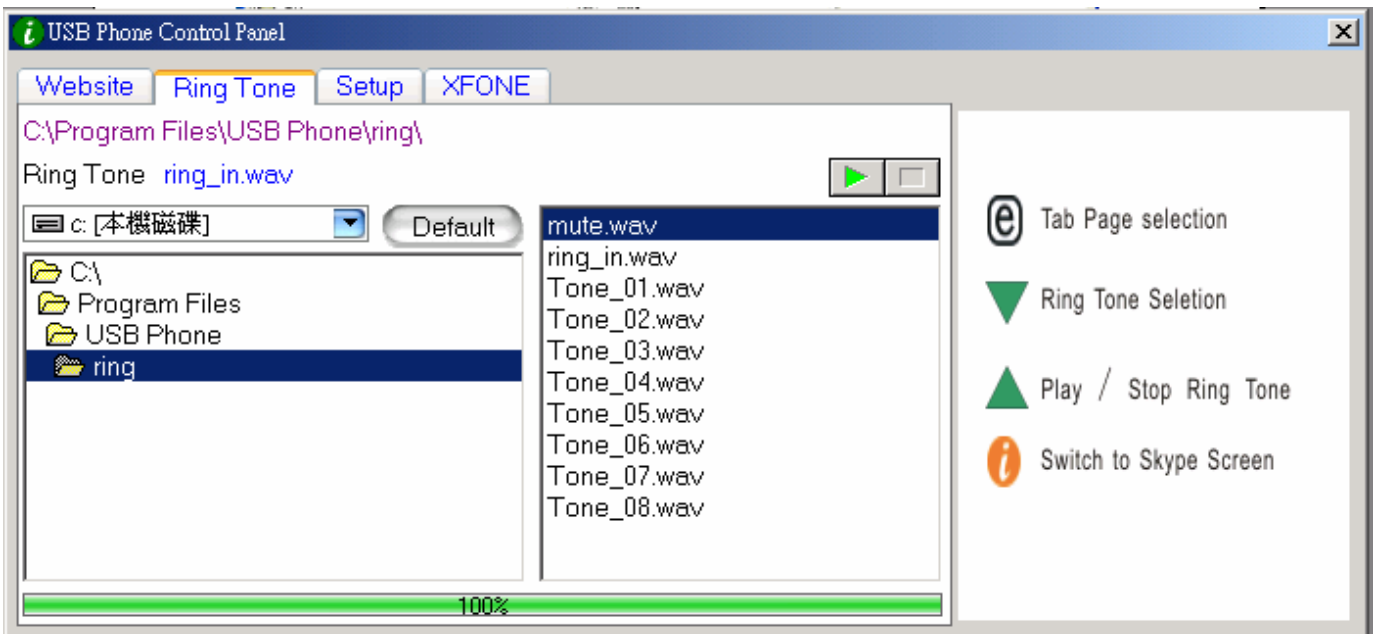 USB Phone Control Panel
Website Ring Tone Setup XFONE
C:\Program Files\USB Phone\ring\
Ring Tone ring_in.wav
c: [本機磁碟] Default
C:\
Program Files
USB Phone
ring
mute.wav
ring_in.wav
Tone_01.wav
Tone_02.wav
Tone_03.wav
Tone_04.wav
Tone_05.wav
Tone_06.wav
Tone_07.wav
Tone_08.wav
100%
e Tab Page selection
Ring Tone Seletion
Play / Stop Ring Tone
i Switch to Skype Screen